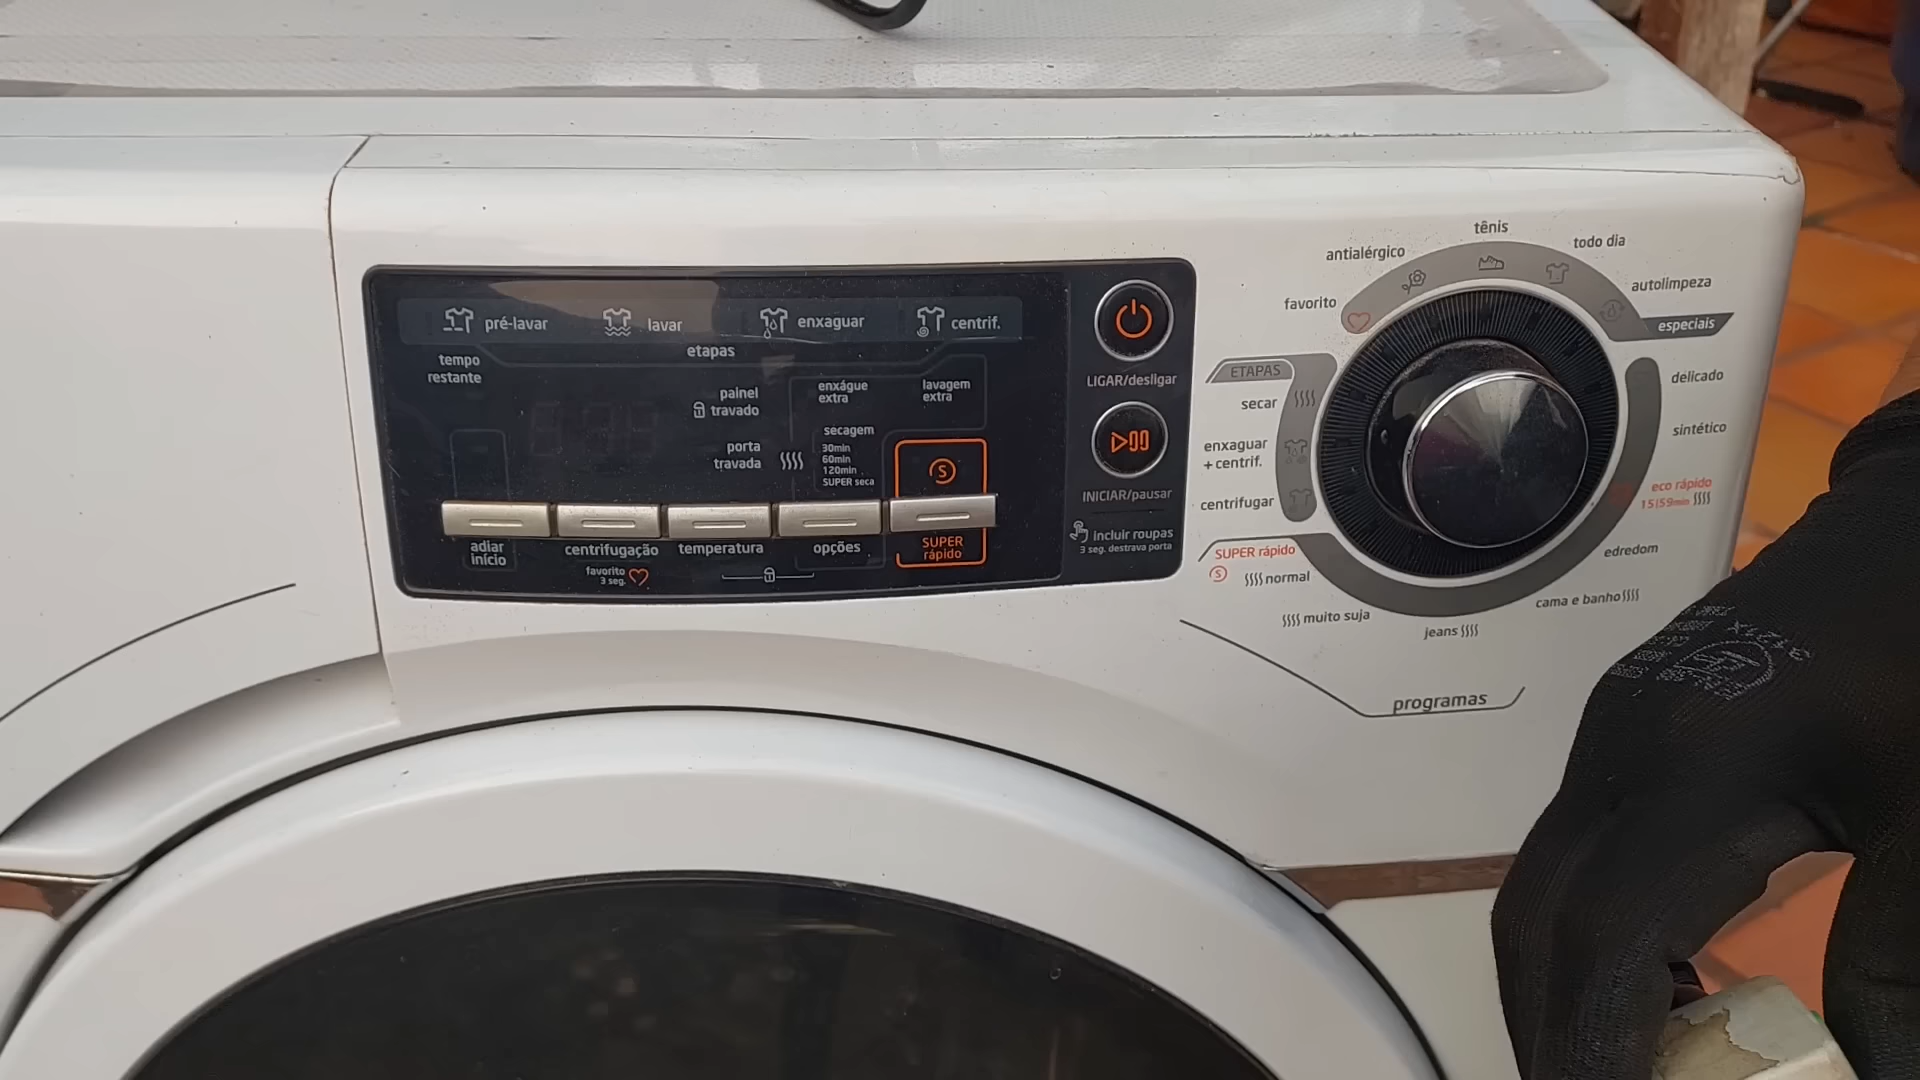 pré-lavar
lavar
enxaguar
centrif.
etapas
tempo
restante
painel
travado
enxágue
extra
lavagem
extra
porta
travada
secagem
30min
60min
120min
SUPER seca
S
adiar
início
centrifugação
favorito
3 seg.
temperatura
opções
SUPER
rápido
LIGAR/desligar
INICIAR/pausar
incluir roupas
3 seg. destrava porta
tênis
antialérgico
todo dia
favorito
autolimpeza
especiais
ETAPAS
secar
enxaguar
+ centrif.
centrifugar
SUPER rápido
S
normal
muito suja
jeans
cama e banho
edredom
eco rápido
15|59min
sintético
delicado
programas